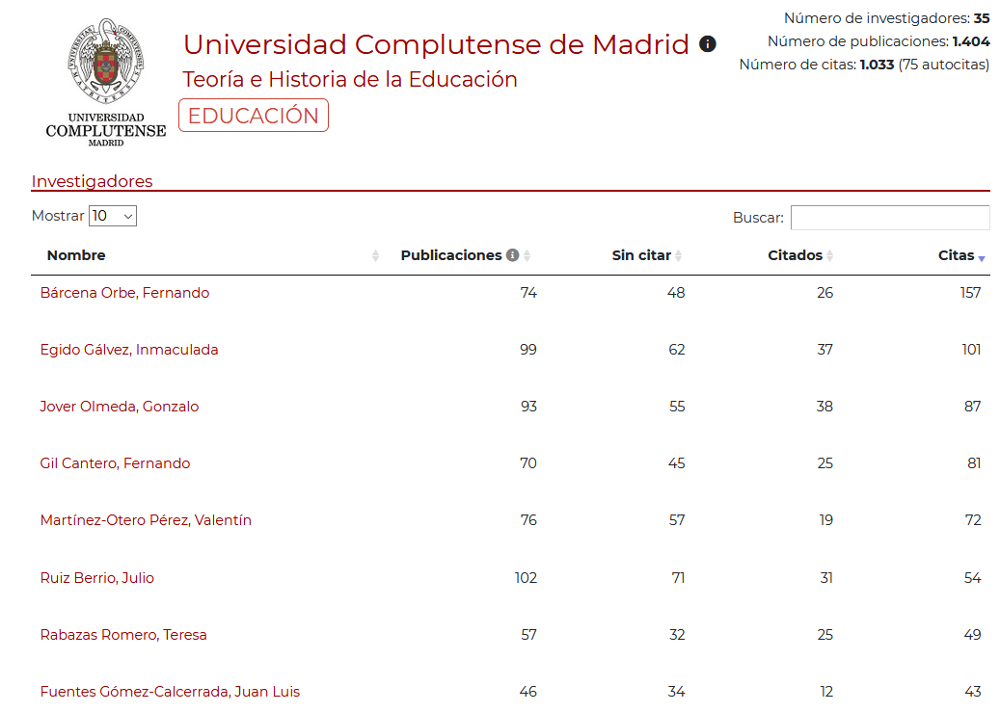 Número de investigadores: 35
Universidad Complutense de Madrid
Número de publicaciones: 1.404
Número de citas: 1.033 (75 autocitas)
Teoría e Historia de la Educación
EDUCACIÓN
UNIVERSIDAD
COMPLUTENSE
MADRID
Investigadores
Mostrar 10 Buscar:
Nombre Publicaciones Sin citar Citados Citas
Bárcena Orbe, Fernando 74 48 26 157
Egido Gálvez, Inmaculada 99 62 37 101
Jover Olmeda, Gonzalo 93 55 38 87
Gil Cantero, Fernando 70 45 25 81
Martínez-Otero Pérez, Valentín 76 57 19 72
Ruiz Berrio, Julio 102 71 31 54
Rabazas Romero, Teresa 57 32 25 49
Fuentes Gómez-Calcerrada, Juan Luis 46 34 12 43